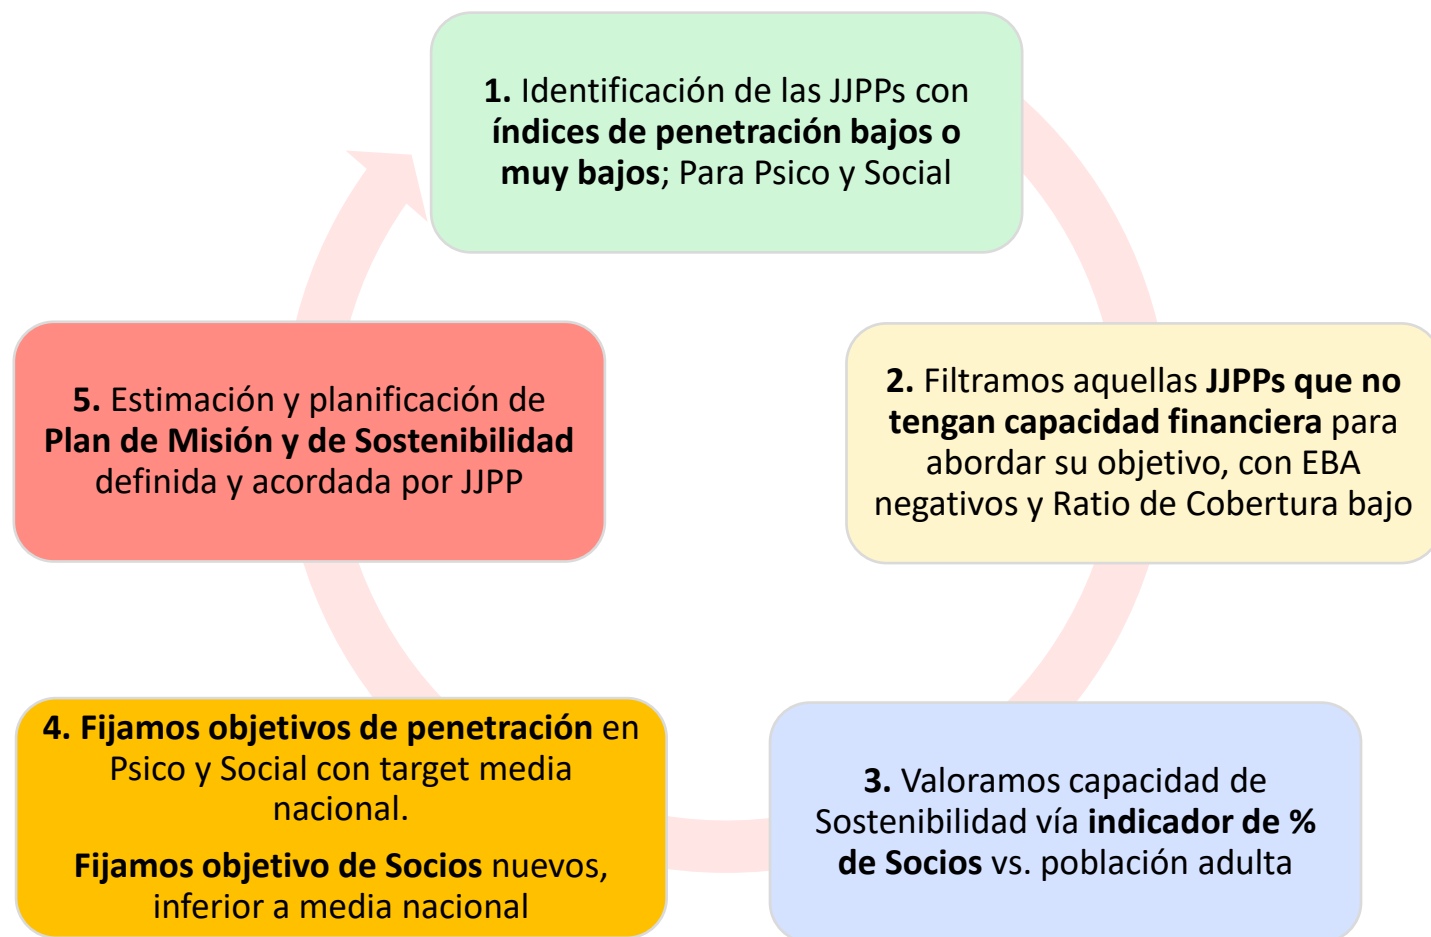 1. Identificación de las JJPPs con
índices de penetración bajos o
muy bajos; Para Psico y Social
2. Filtramos aquellas JJPPs que no
tengan capacidad financiera para
abordar su objetivo, con EBA
negativos y Ratio de Cobertura bajo
3. Valoramos capacidad de
Sostenibilidad vía indicador de %
de Socios vs. población adulta
4. Fijamos objetivos de penetración en
Psico y Social con target media
nacional.
Fijamos objetivo de Socios nuevos,
inferior a media nacional
5. Estimación y planificación de
Plan de Misión y de Sostenibilidad
definida y acordada por JJPP